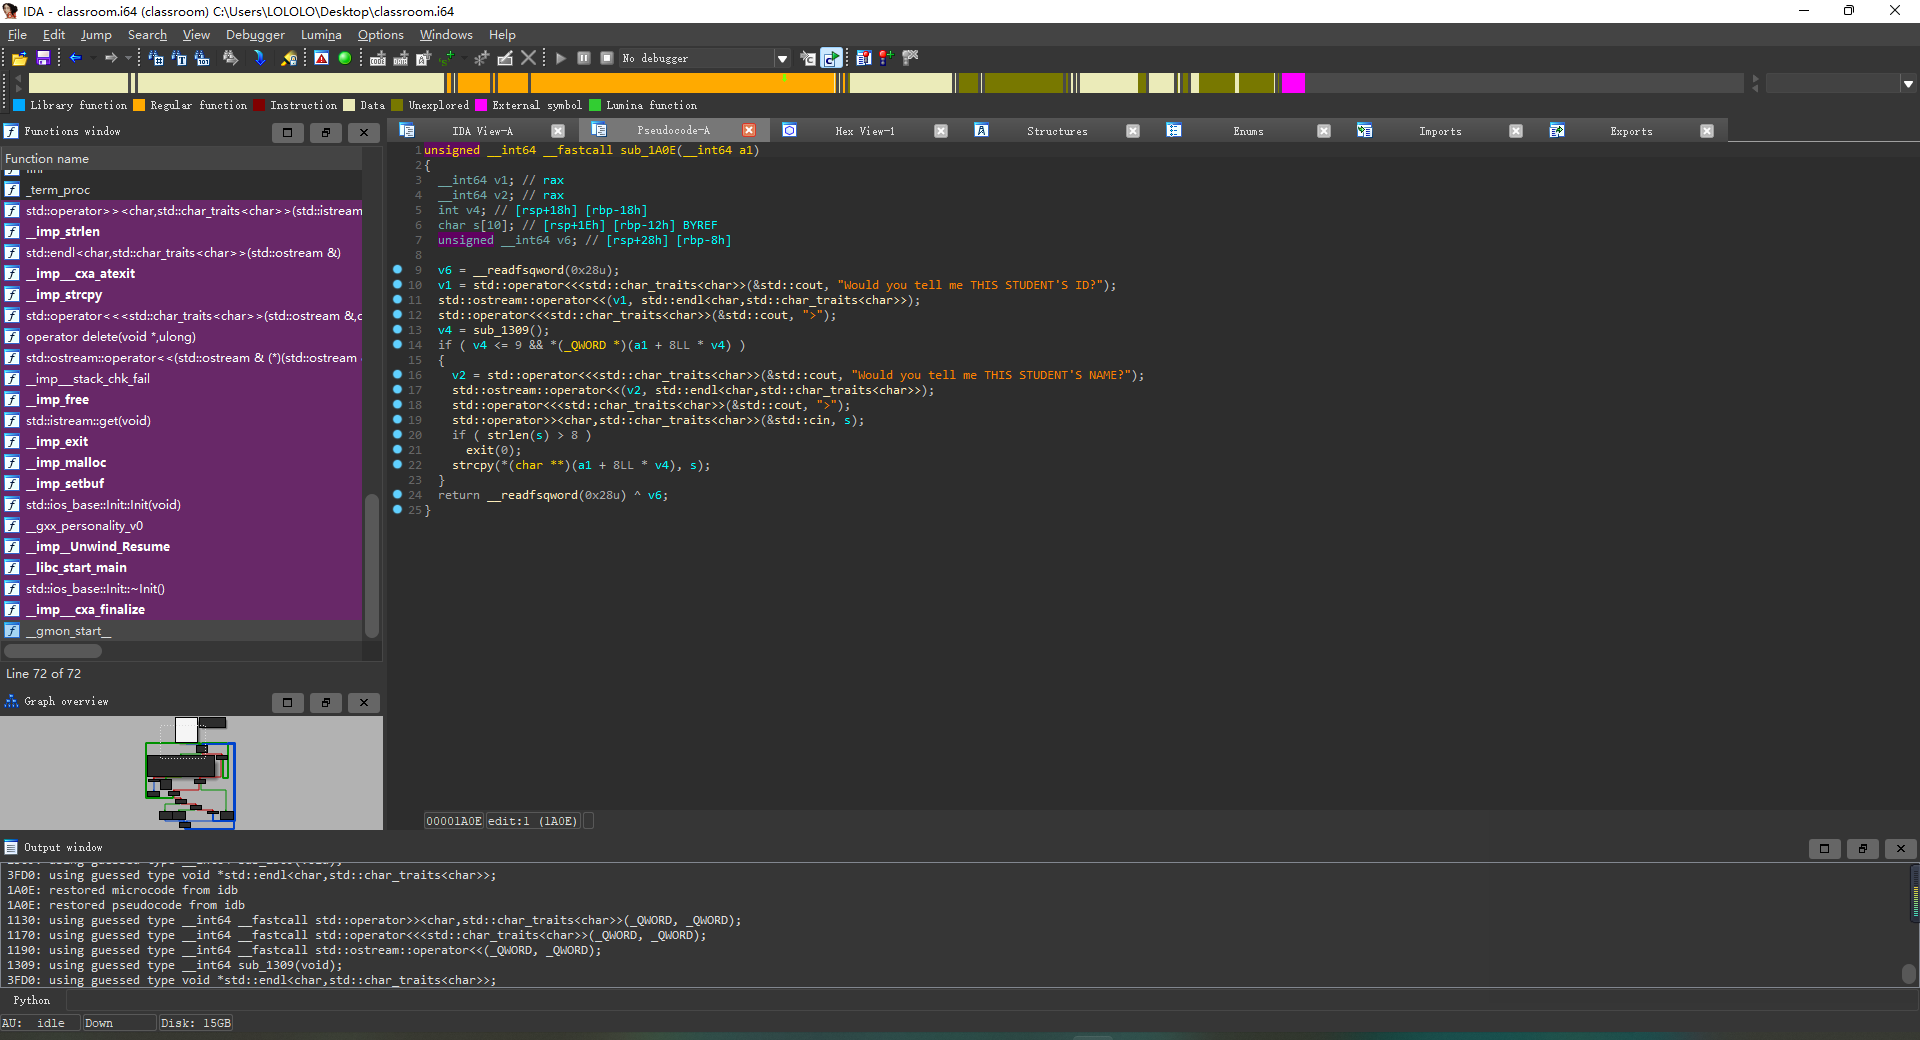 IDA - classroom.i64 (classroom) C:\Users\LOLOLO\Desktop\classroom.i64
File Edit Jump Search View Debugger Lumina Options Windows Help
No debugger
Library function Regular function Instruction Data Unexplored External symbol Lumina function
Functions window
IDA View-A Pseudocode-A Hex View-1 Structures Enums Imports Exports
Function name
_term_proc
std::operator>><char,std::char_traits<char>>(std::istream
__imp_strlen
std::endl<char,std::char_traits<char>>(std::ostream &)
__imp__cxa_atexit
__imp_strcpy
std::operator<<<std::char_traits<char>>(std::ostream &,c
operator delete(void *,ulong)
std::ostream::operator<<(std::ostream & (*)(std::ostream
__imp___stack_chk_fail
__imp_free
std::istream::get(void)
__imp_exit
__imp_malloc
__imp_setbuf
std::ios_base::Init::Init(void)
__gxx_personality_v0
__imp__Unwind_Resume
__libc_start_main
std::ios_base::Init::~Init()
__imp__cxa_finalize
__gmon_start__
Line 72 of 72
Graph overview
1 unsigned __int64 __fastcall sub_1A0E(__int64 a1)
2 {
3 __int64 v1; // rax
4 __int64 v2; // rax
5 int v4; // [rsp+18h] [rbp-18h]
6 char s[10]; // [rsp+1Eh] [rbp-12h] BYREF
7 unsigned __int64 v6; // [rsp+28h] [rbp-8h]
8
9 v6 = __readfsqword(0x28u);
10 v1 = std::operator<<<std::char_traits<char>>(&std::cout, "Would you tell me THIS STUDENT'S ID?");
11 std::ostream::operator<<(v1, std::endl<char,std::char_traits<char>>);
12 std::operator<<<std::char_traits<char>>(&std::cout, ">");
13 v4 = sub_1309();
14 if ( v4 <= 9 && *(_QWORD *)(a1 + 8LL * v4) )
15 {
16 v2 = std::operator<<<std::char_traits<char>>(&std::cout, "Would you tell me THIS STUDENT'S NAME?");
17 std::ostream::operator<<(v2, std::endl<char,std::char_traits<char>>);
18 std::operator<<<std::char_traits<char>>(&std::cout, ">");
19 std::operator>><char,std::char_traits<char>>(&std::cin, s);
20 if ( strlen(s) > 8 )
21 exit(0);
22 strcpy(*(char **)(a1 + 8LL * v4), s);
23 }
24 return __readfsqword(0x28u) ^ v6;
25 }
00001A0E edit:1 (1A0E)
Output window
3FD0: using guessed type void *std::endl<char,std::char_traits<char>>;
1A0E: restored microcode from idb
1A0E: restored pseudocode from idb
1130: using guessed type __int64 __fastcall std::operator>><char,std::char_traits<char>>(_QWORD, _QWORD);
1170: using guessed type __int64 __fastcall std::operator<<<std::char_traits<char>>(_QWORD, _QWORD);
1190: using guessed type __int64 __fastcall std::ostream::operator<<(_QWORD, _QWORD);
1309: using guessed type __int64 sub_1309(void);
3FD0: using guessed type void *std::endl<char,std::char_traits<char>>;
Python
AU: idle Down Disk: 15GB